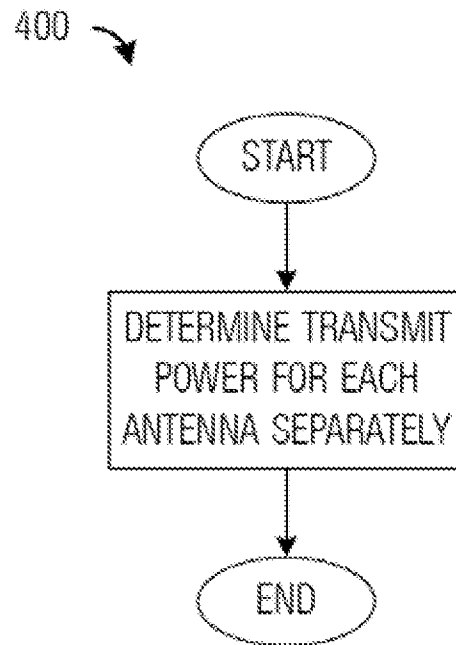 400
START
DETERMINE TRANSMIT
POWER FOR EACH
ANTENNA SEPARATELY
END